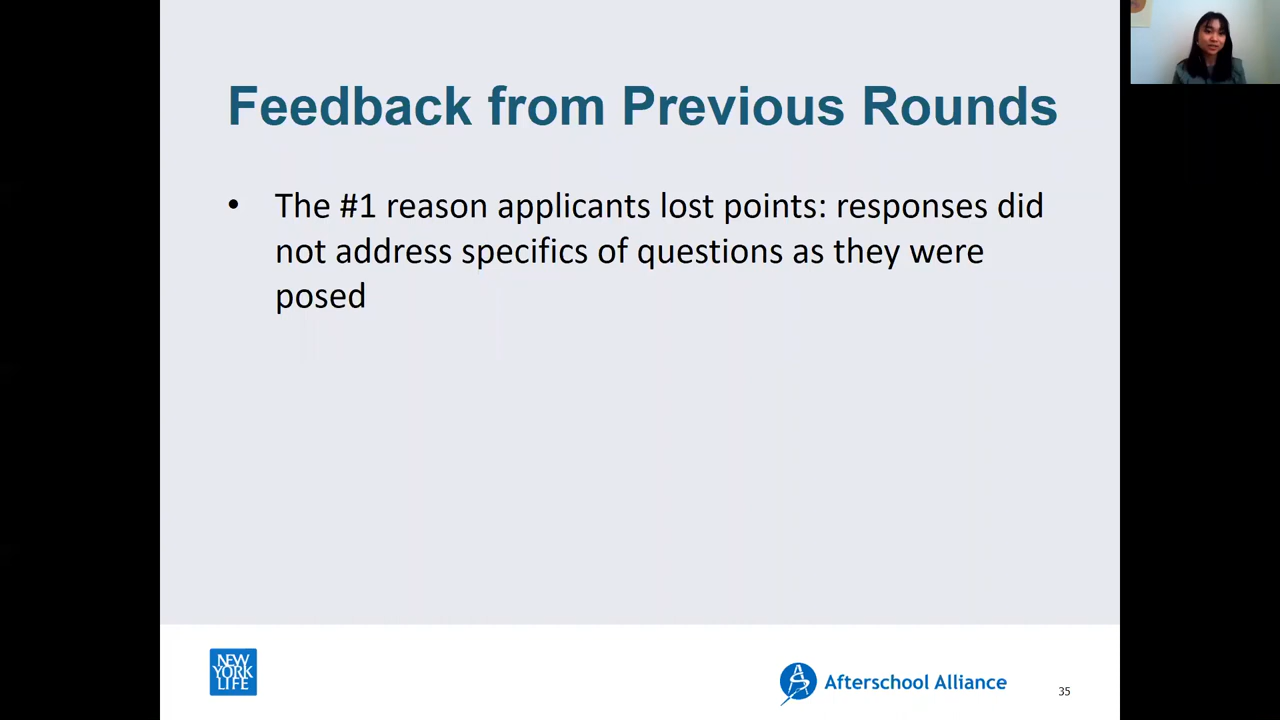 Feedback from Previous Rounds
• The #1 reason applicants lost points: responses did
not address specifics of questions as they were
posed
NEW
YORK
LIFE
Afterschool Alliance
35